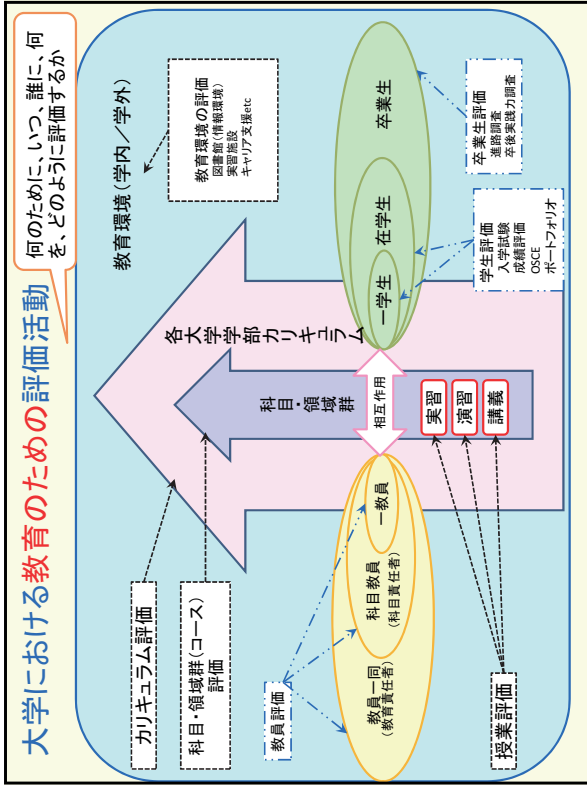 大学における教育のための評価活動
何のために、いつ、誰に、何
を、どのように評価するか
教育環境(学内／学外)
カリキュラム評価
各大学学部カリキュラム
教育環境の評価
図書館(情報環境)
実習施設
キャリア支援etc
科目・領域群(コース)
評価
科目・領域群
教員評価
教員一同
(教育責任者)
科目教員
(科目責任者)
一教員
相互作用
一学生
在学生
卒業生
授業評価
実習
演習
講義
学生評価
入学試験
成績評価
OSCE
ポートフォリオ
卒業生評価
進路調査
卒後実践力調査